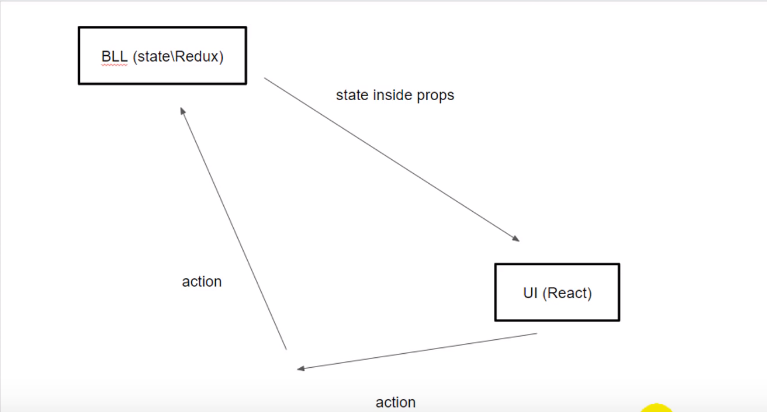 BLL (state\Redux)
state inside props
action
UI (React)
action